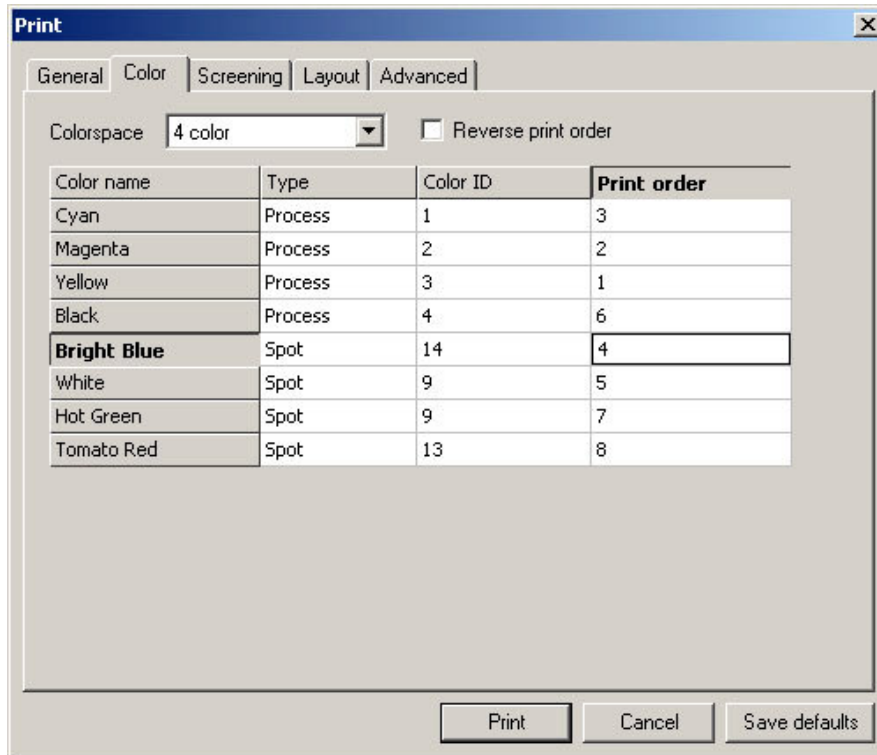 Print
General Color Screening Layout Advanced
Colorspace 4 color Reverse print order
Color name Type Color ID Print order
Cyan Process 1 3
Magenta Process 2 2
Yellow Process 3 1
Black Process 4 6
Bright Blue Spot 14 4
White Spot 9 5
Hot Green Spot 9 7
Tomato Red Spot 13 8
Print Cancel Save defaults